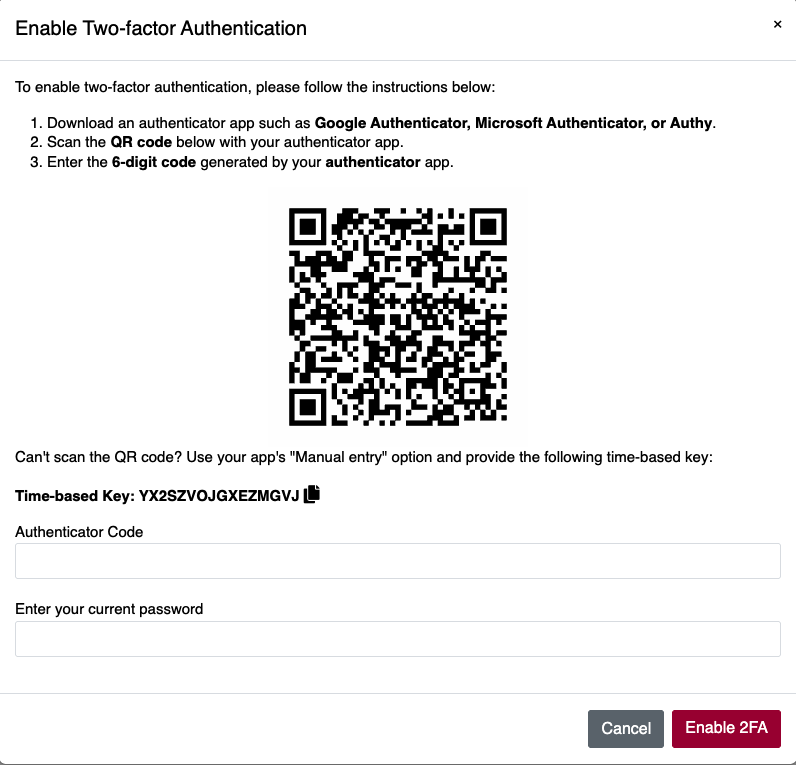 Enable Two-factor Authentication
×
To enable two-factor authentication, please follow the instructions below:
1. Download an authenticator app such as Google Authenticator, Microsoft Authenticator, or Authy.
2. Scan the QR code below with your authenticator app.
3. Enter the 6-digit code generated by your authenticator app.
Can't scan the QR code? Use your app's "Manual entry" option and provide the following time-based key:
Time-based Key: YX2SZVOJGXEZMGVJ
Authenticator Code
Enter your current password
Cancel
Enable 2FA